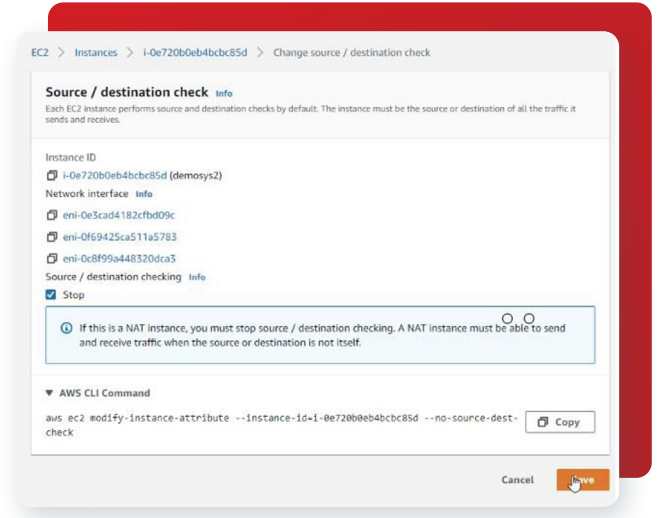 EC2 > Instances > i-0e720b0eb4bcbc85d > Change source / destination check
Source / destination check Info
Each EC2 instance performs source and destination checks by default. The instance must be the source or destination of all the traffic it
sends and receives.
Instance ID
i-0e720b0eb4bcbc85d (demosys2)
Network interface Info
eni-0e3cad4182cfbd09c
eni-0f69425ca511a5783
eni-0c8f99a448320dca3
Source / destination checking Info
Stop
If this is a NAT instance, you must stop source / destination checking. A NAT instance must be able to send
and receive traffic when the source or destination is not itself.
▼ AWS CLI Command
aws ec2 modify-instance-attribute --instance-id=i-0e720b0eb4bcbc85d --no-source-dest-
check
Copy
Cancel